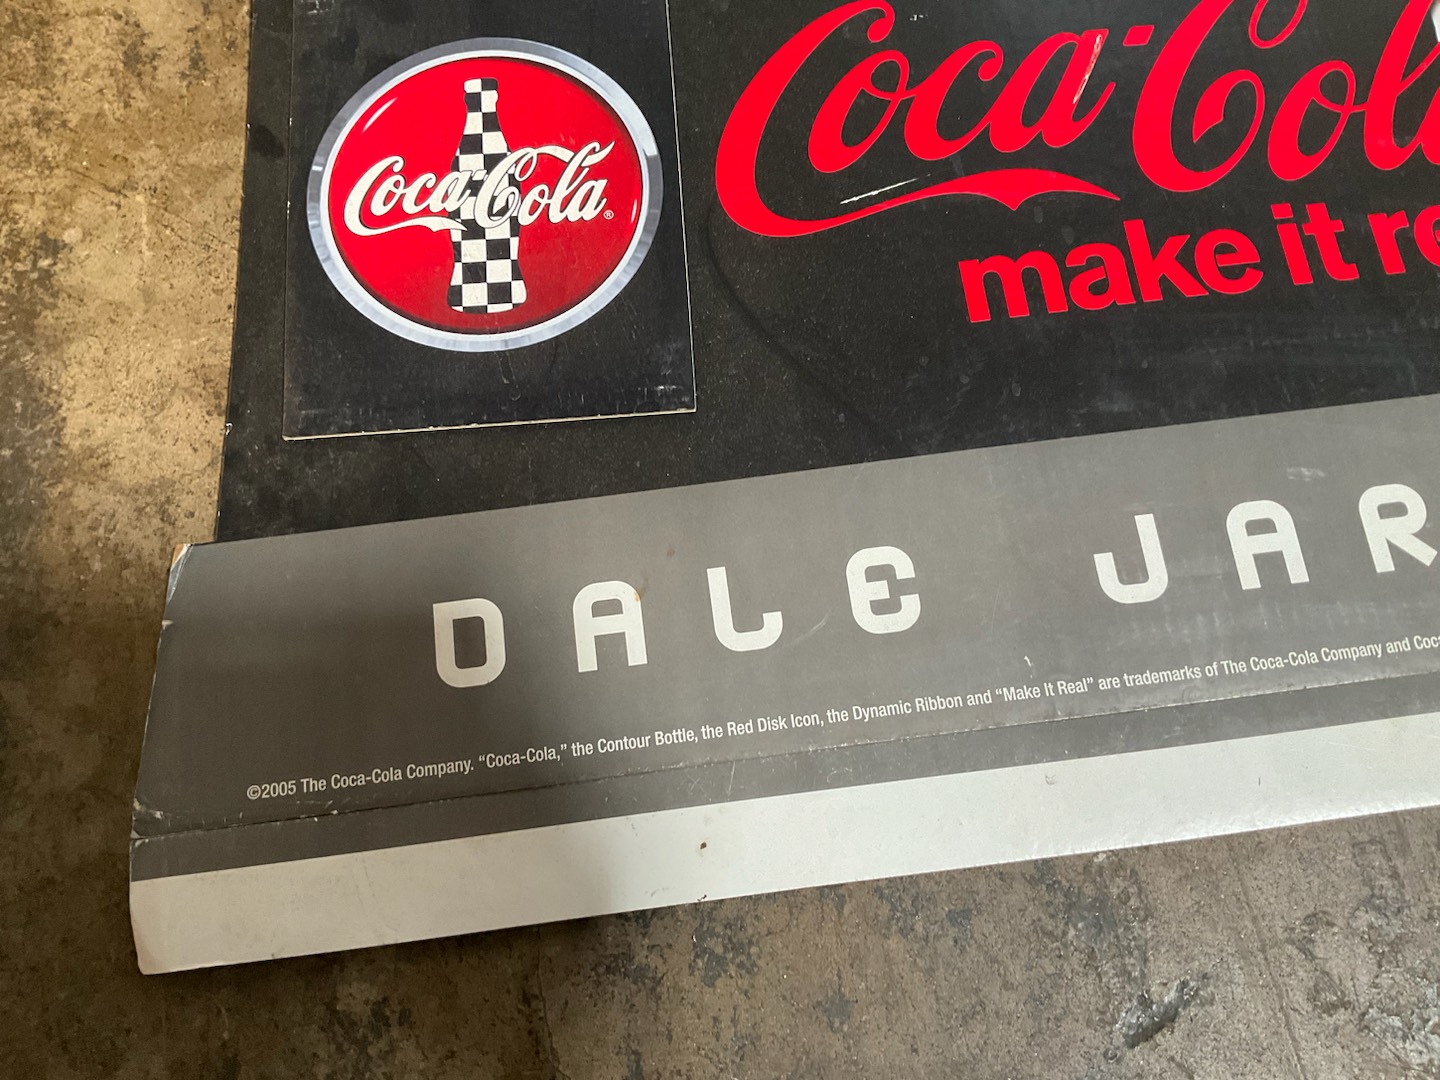 Coca-Cola®
Coca-Cola
make it re
DALE JAR
©2005 The Coca-Cola Company. “Coca-Cola,” the Contour Bottle, the Red Disk Icon, the Dynamic Ribbon and “Make It Real” are trademarks of The Coca-Cola Company and Coc